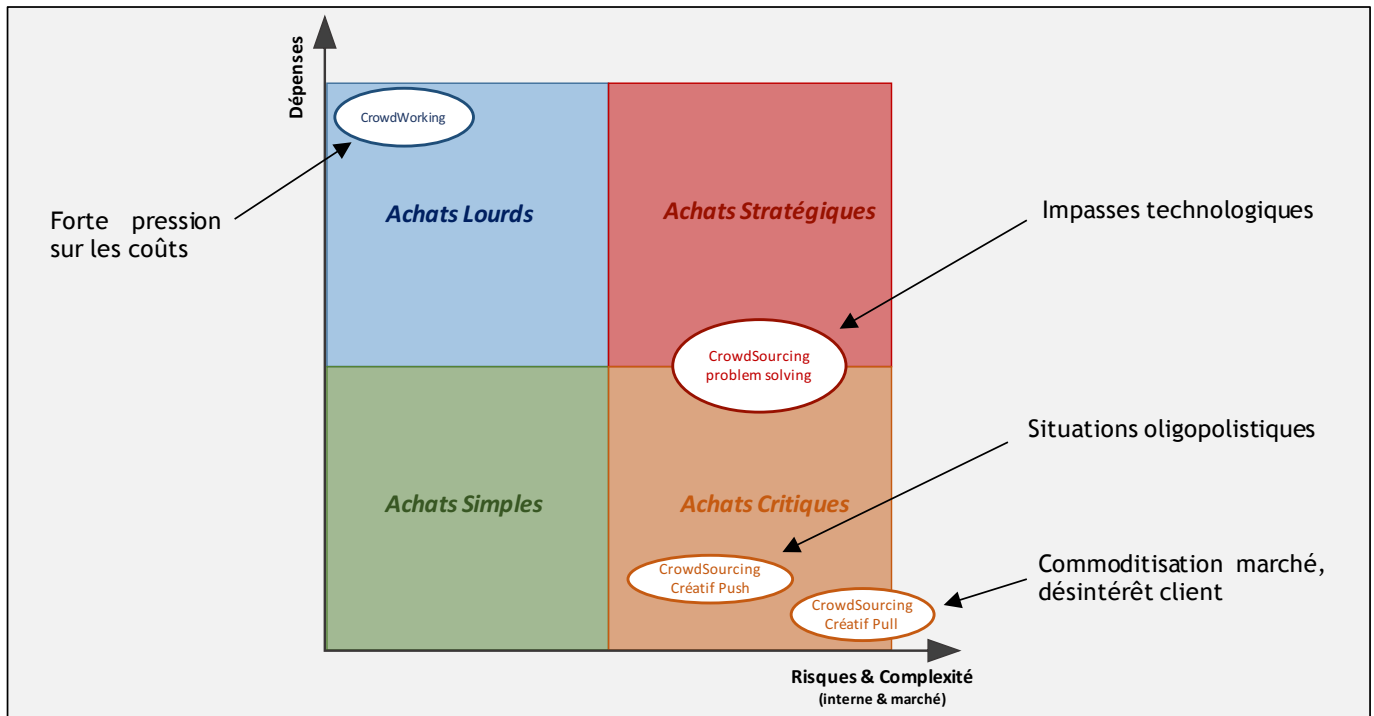 Dépenses
CrowdWorking
Achats Lourds
Achats Stratégiques
Forte pression
sur les coûts
Impasses technologiques
CrowdSourcing
problem solving
Situations oligopolistiques
Achats Simples
Achats Critiques
CrowdSourcing
Créatif Push
Commoditisation marché,
désintérêt client
CrowdSourcing
Créatif Pull
Risques & Complexité
(interne & marché)